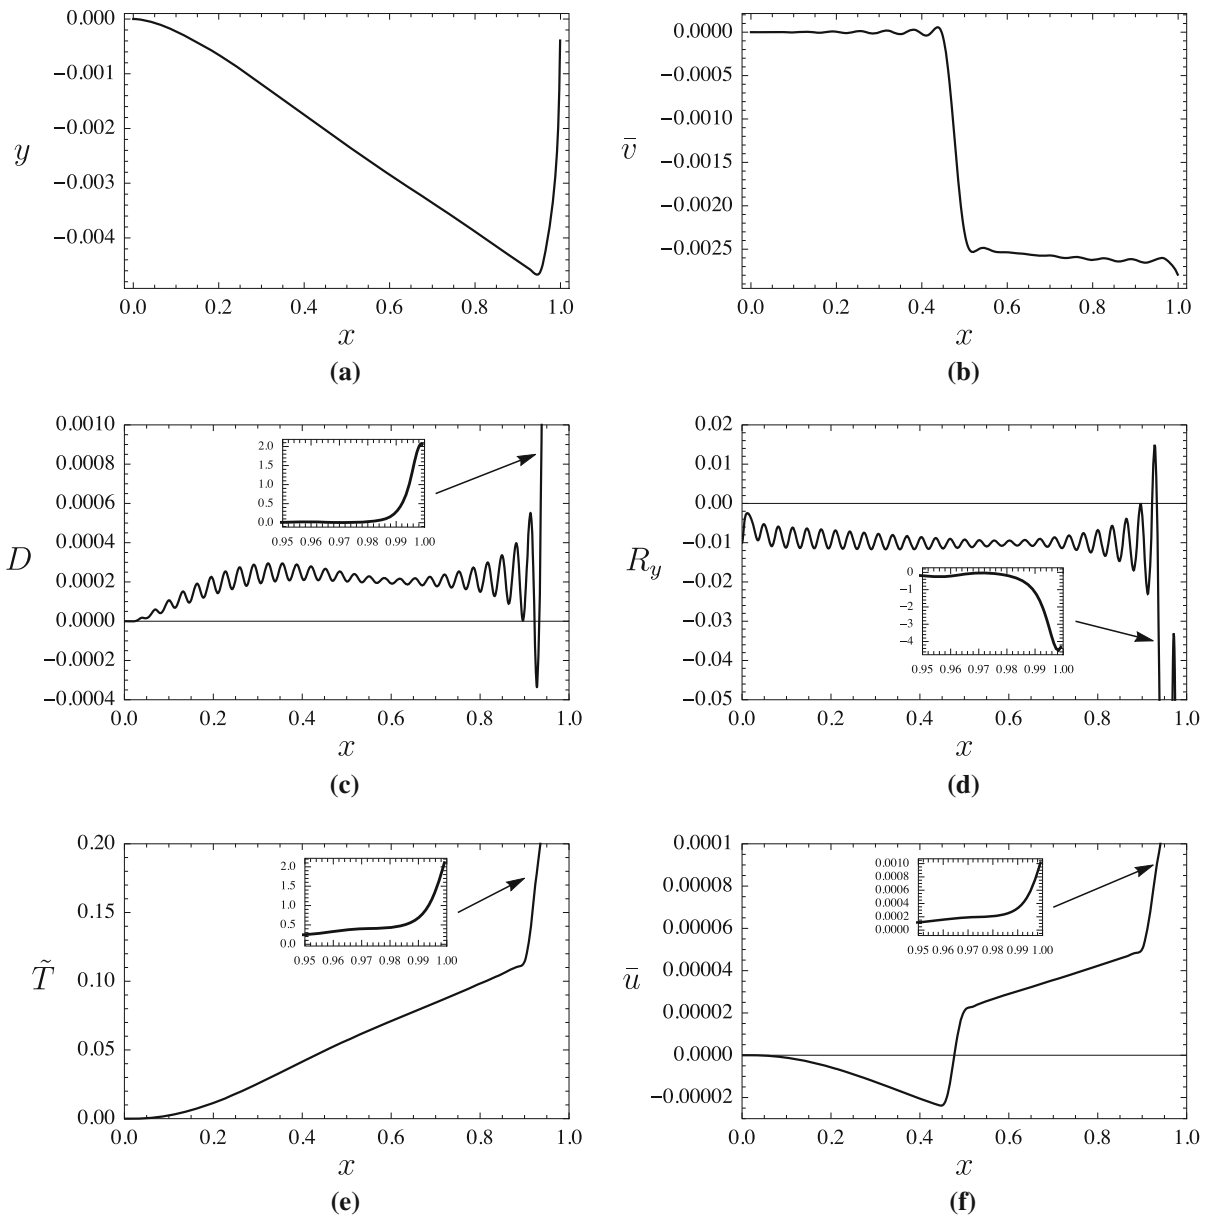 0.000
−0.001
−0.002
−0.003
−0.004
y
0.0 0.2 0.4 0.6 0.8 1.0
x
(a)
0.0000
−0.0005
−0.0010
−0.0015
−0.0020
−0.0025
v̄
0.0 0.2 0.4 0.6 0.8 1.0
x
(b)
0.0010
0.0008
0.0006
0.0004
0.0002
0.0000
−0.0002
−0.0004
D
2.0
1.5
1.0
0.5
0.0
0.95 0.96 0.97 0.98 0.99 1.00
0.0 0.2 0.4 0.6 0.8 1.0
x
(c)
0.02
0.01
0.00
−0.01
−0.02
−0.03
−0.04
−0.05
R_y
0
−1
−2
−3
−4
0.95 0.96 0.97 0.98 0.99 1.00
0.0 0.2 0.4 0.6 0.8 1.0
x
(d)
0.20
0.15
0.10
0.05
0.00
T̃
2.0
1.5
1.0
0.5
0.0
0.95 0.96 0.97 0.98 0.99 1.00
0.0 0.2 0.4 0.6 0.8 1.0
x
(e)
0.0001
0.00008
0.00006
0.00004
0.00002
0.0000
−0.00002
ū
0.0010
0.0008
0.0006
0.0004
0.0002
0.0000
0.95 0.96 0.97 0.98 0.99 1.00
0.0 0.2 0.4 0.6 0.8 1.0
x
(f)